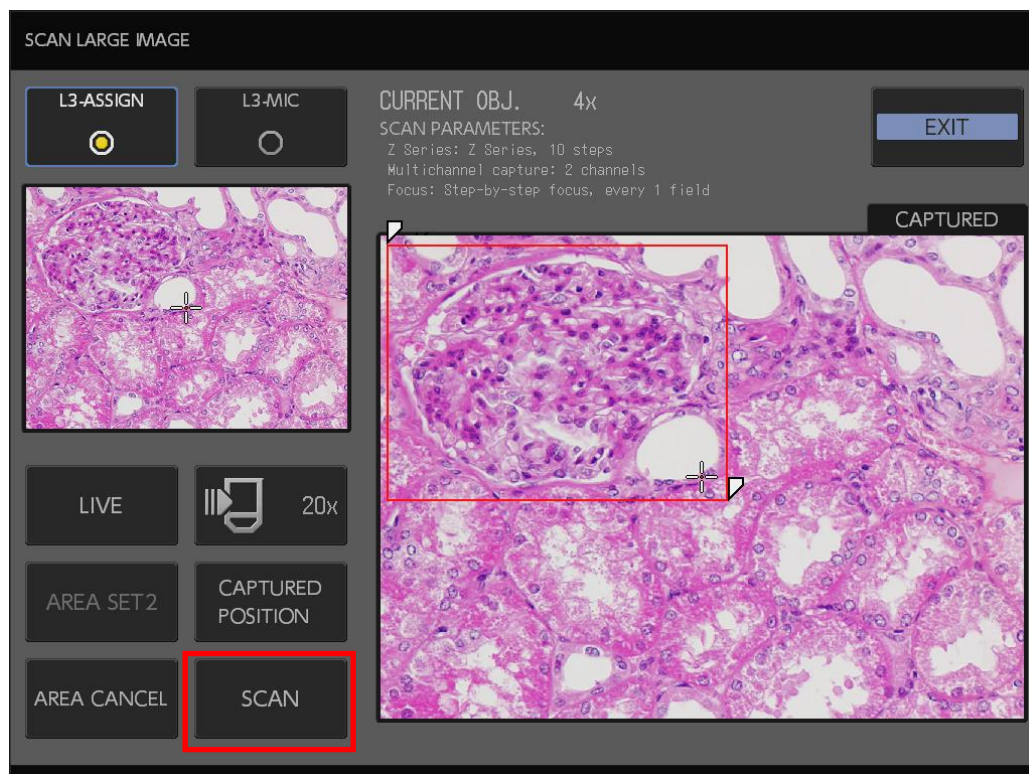 SCAN LARGE IMAGE
L3-ASSIGN
L3-MIC
CURRENT OBJ. 4x
SCAN PARAMETERS:
Z Series: Z Series, 10 steps
Multichannel capture: 2 channels
Focus: Step-by-step focus, every 1 field
EXIT
CAPTURED
LIVE
20x
AREA SET2
CAPTURED
POSITION
AREA CANCEL
SCAN